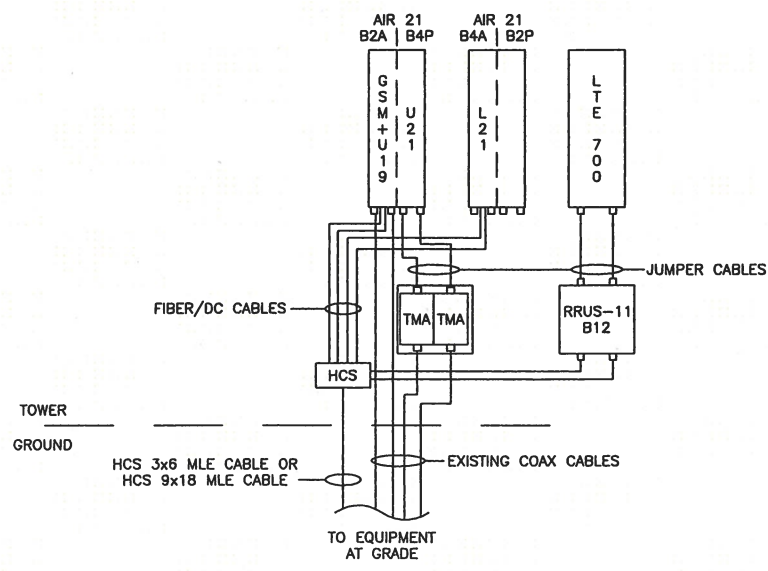 AIR 21
B2A B4P
AIR 21
B4A B2P
GSM+U19
U21
L21
LTE 700
JUMPER CABLES
FIBER/DC CABLES
TMA
TMA
RRUS-11
B12
HCS
TOWER
GROUND
HCS 3x6 MLE CABLE OR
HCS 9x18 MLE CABLE
EXISTING COAX CABLES
TO EQUIPMENT
AT GRADE